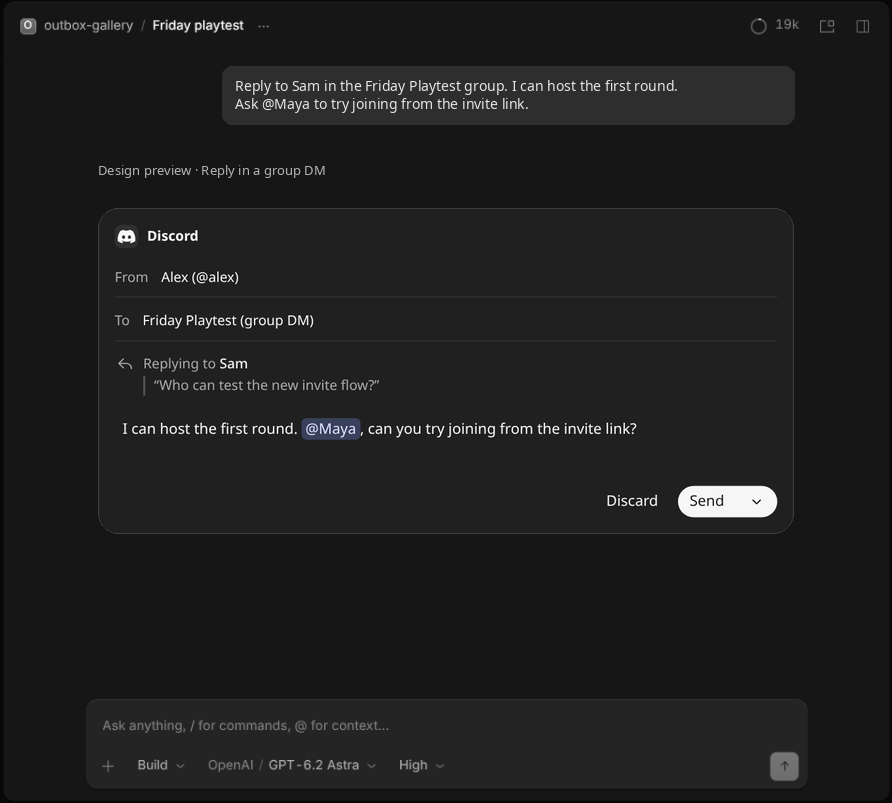 O outbox-gallery / Friday playtest ...
19k
Reply to Sam in the Friday Playtest group. I can host the first round.
Ask @Maya to try joining from the invite link.
Design preview · Reply in a group DM
Discord
From Alex (@alex)
To Friday Playtest (group DM)
Replying to Sam
“Who can test the new invite flow?”
I can host the first round. @Maya, can you try joining from the invite link?
Discard Send
Ask anything, / for commands, @ for context...
Build OpenAI / GPT-6.2 Astra High